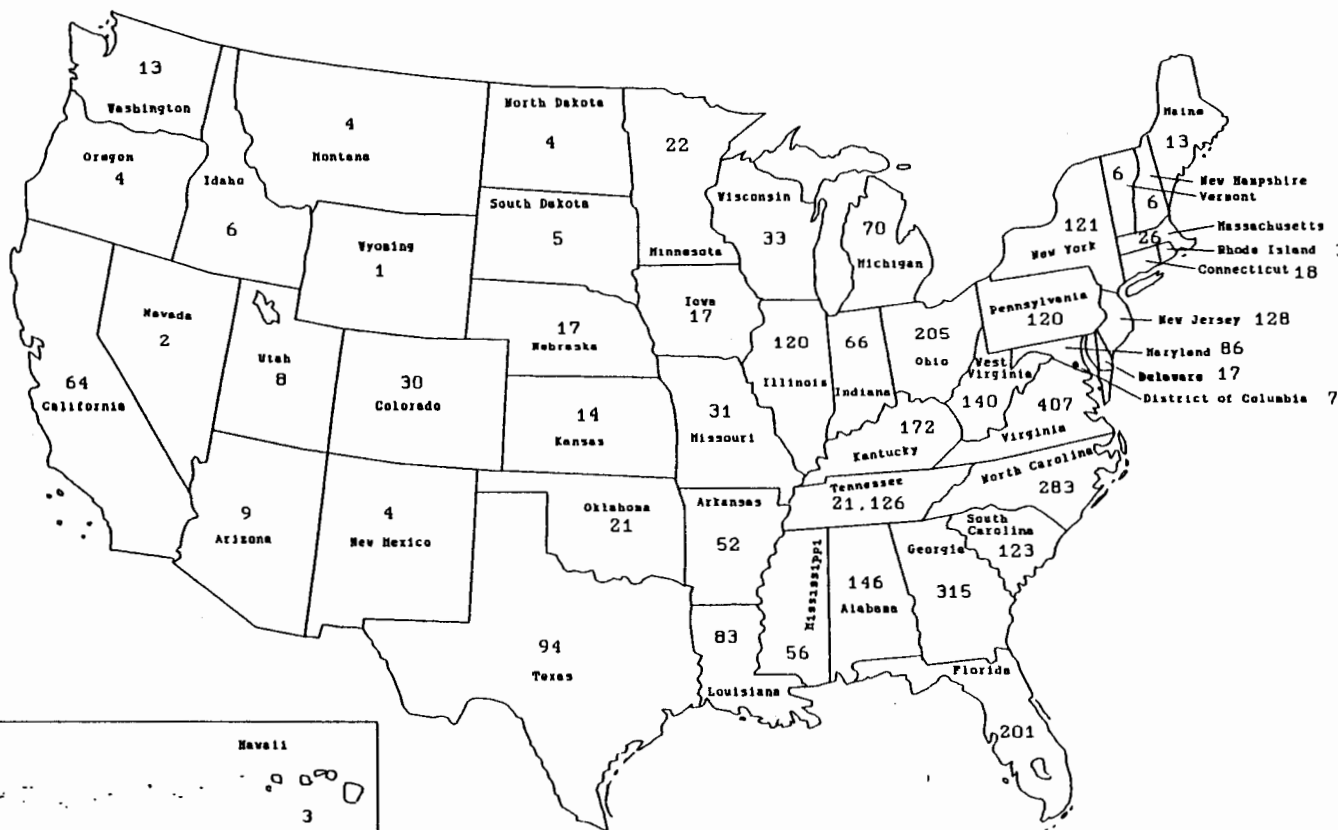 13
Washington
Oregon
4
Idaho
6
4
Montana
North Dakota
4
South Dakota
5
22
Minnesota
Wisconsin
33
70
Michigan
Maine
13
6
6
New Hampshire
Vermont
121
New York
Massachusetts
26
Rhode Island
Connecticut 18
Wyoming
1
Nevada
2
Utah
8
64
California
30
Colorado
17
Nebraska
Iowa
17
14
Kansas
31
Missouri
120
Illinois
66
Indiana
205
Ohio
Pennsylvania
120
New Jersey 128
Maryland 86
Delaware 17
District of Columbia 7
West
Virginia
140
407
Virginia
172
Kentucky
Tennessee
21,126
North Carolina
283
South
Carolina
123
9
Arizona
4
New Mexico
Oklahoma
21
Arkansas
52
Mississippi
56
146
Alabama
Georgia
315
94
Texas
83
Louisiana
Florida
201
Hawaii
3